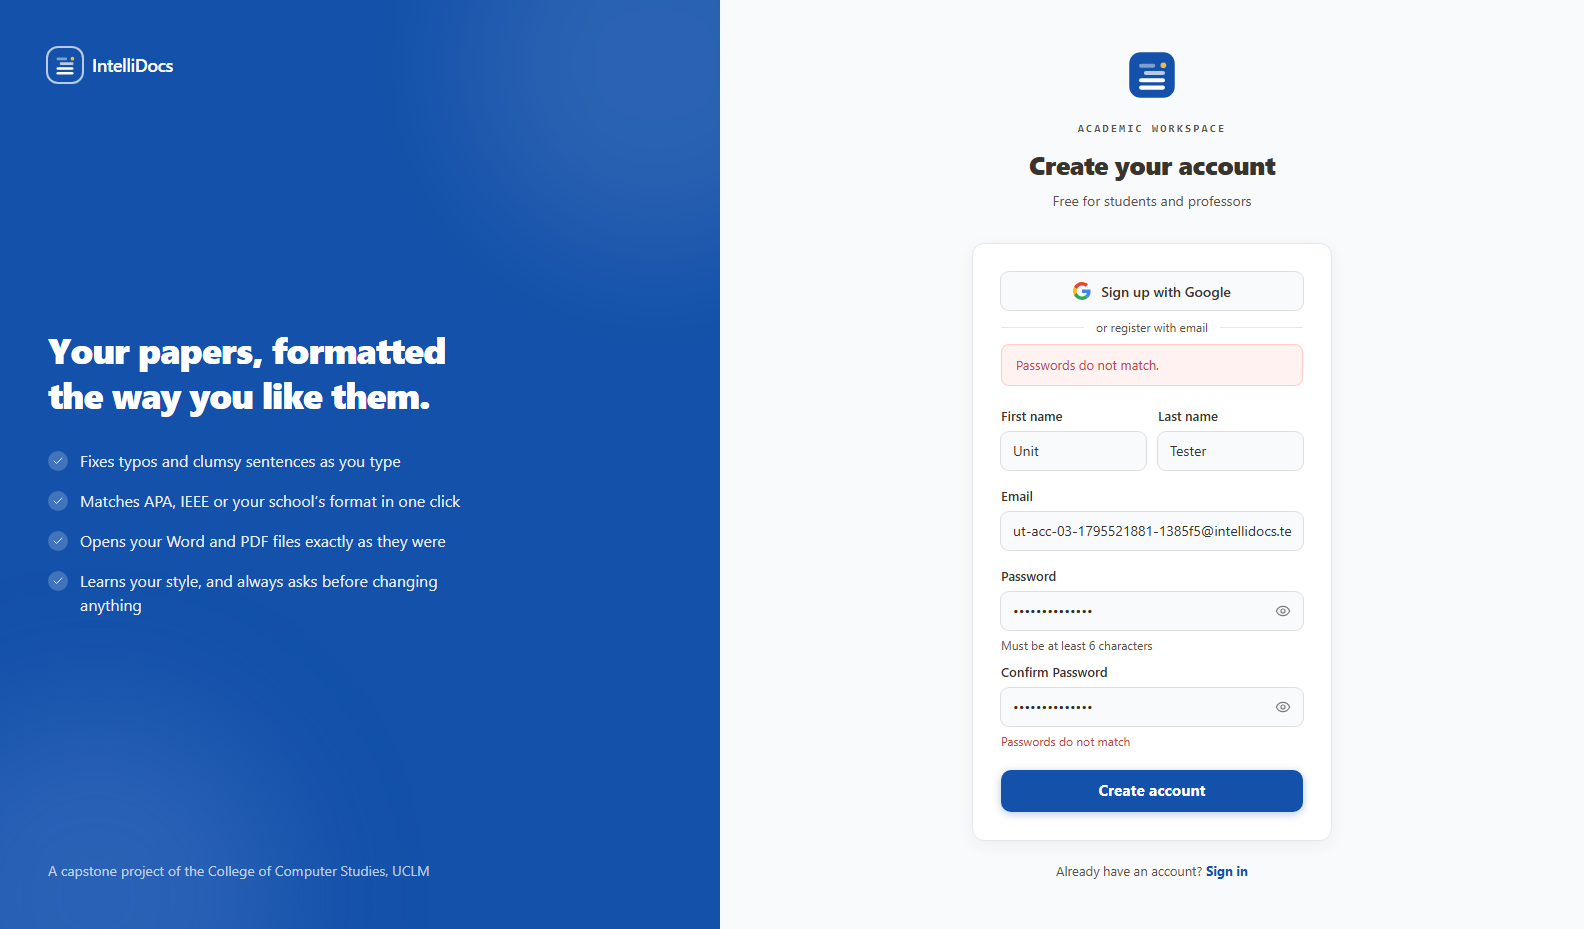 IntelliDocs
Your papers, formatted
the way you like them.
Fixes typos and clumsy sentences as you type
Matches APA, IEEE or your school's format in one click
Opens your Word and PDF files exactly as they were
Learns your style, and always asks before changing
anything
A capstone project of the College of Computer Studies, UCLM
ACADEMIC WORKSPACE
Create your account
Free for students and professors
Sign up with Google
or register with email
Passwords do not match.
First name
Last name
Unit
Tester
Email
ut-acc-03-1795521881-1385f5@intellidocs.te
Password
••••••••••••••
Must be at least 6 characters
Confirm Password
••••••••••••••
Passwords do not match
Create account
Already have an account? Sign in